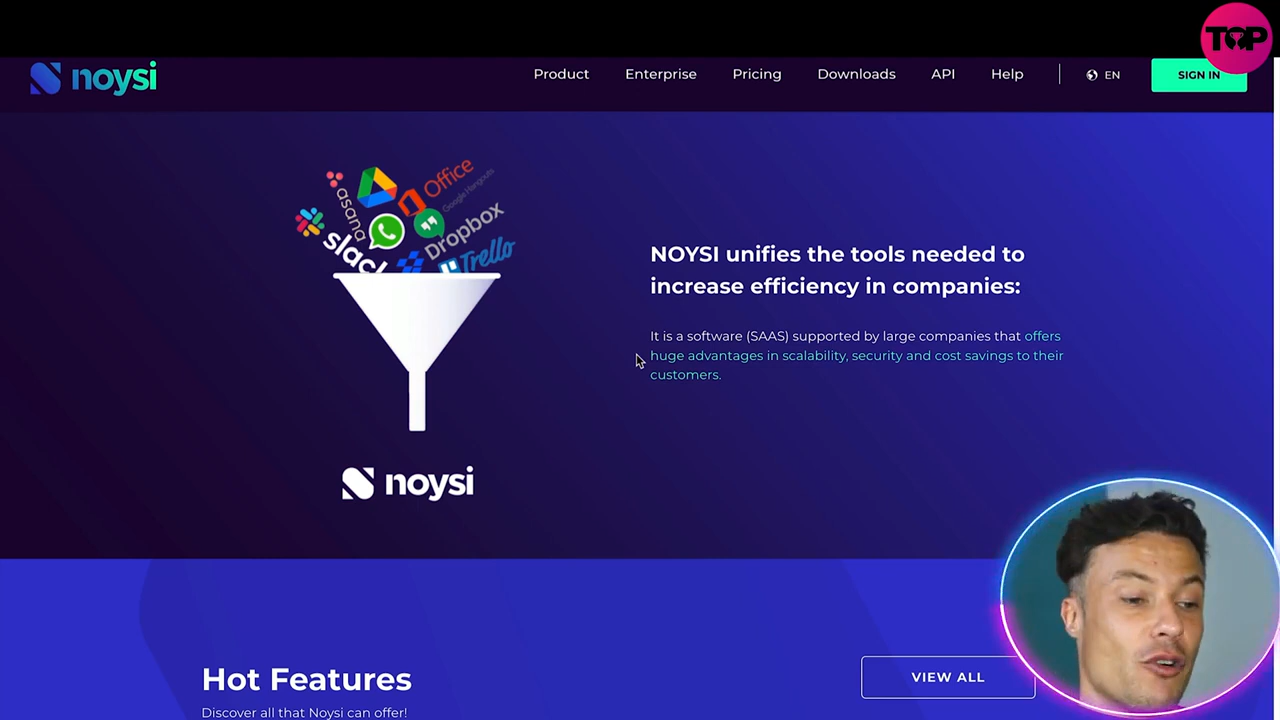 TOP
noysi
Product
Enterprise
Pricing
Downloads
API
Help
EN
SIGN IN
asana
Office
Google Hangouts
slack
Dropbox
Trello
NOYSI unifies the tools needed to
increase efficiency in companies:
It is a software (SAAS) supported by large companies that offers
huge advantages in scalability, security and cost savings to their
customers.
noysi
Hot Features
VIEW ALL
Discover all that Noysi can offer!